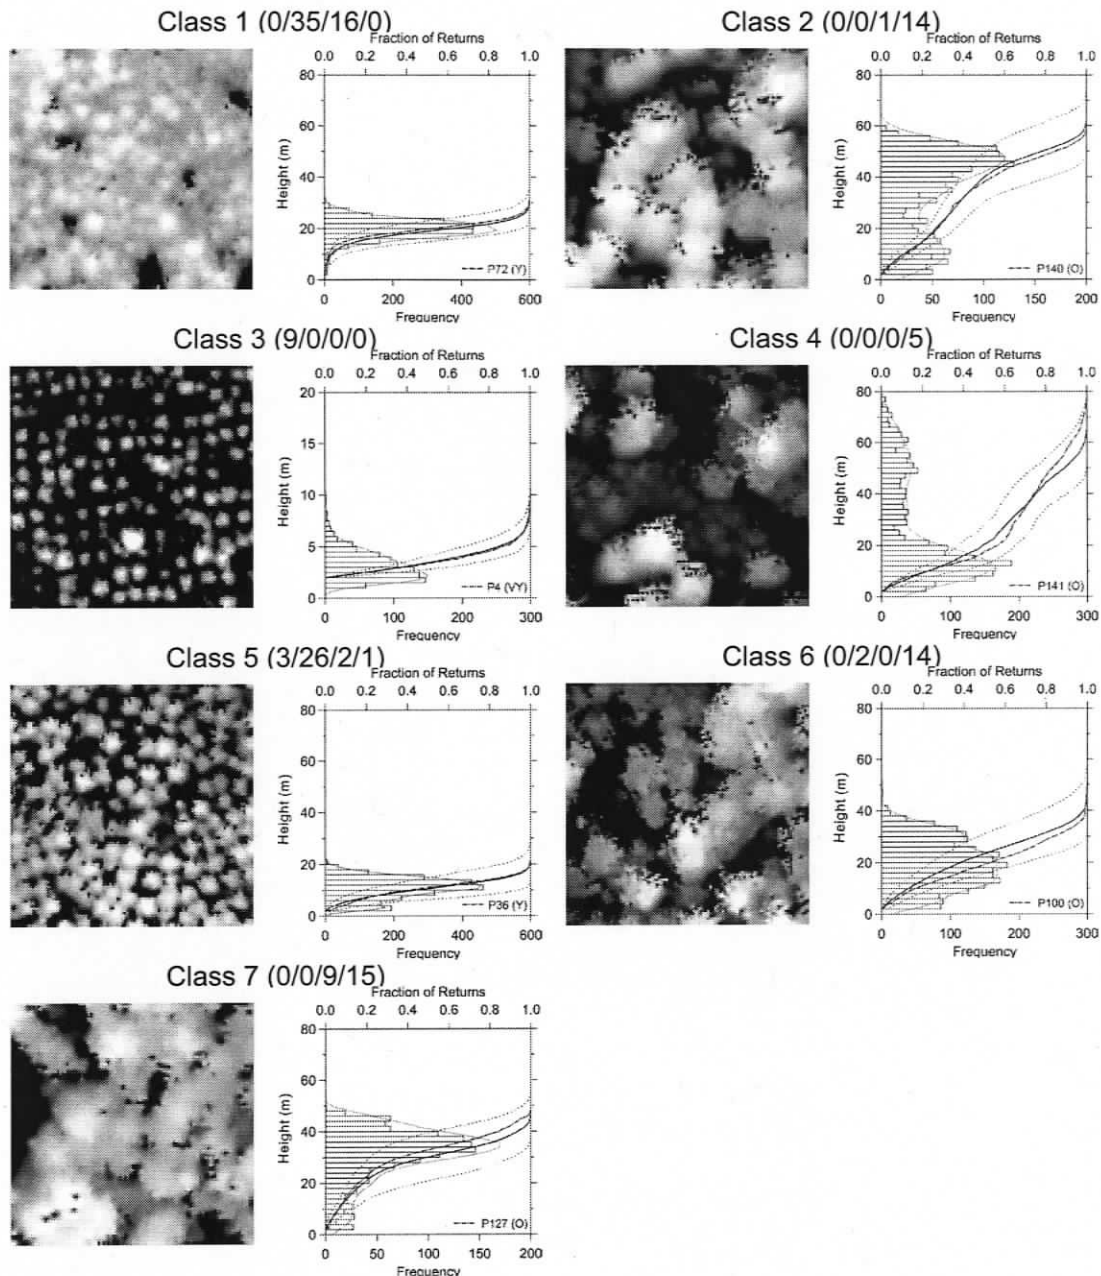 Class 1 (0/35/16/0)
Fraction of Returns
0.0 0.2 0.4 0.6 0.8 1.0
80
60
40
20
0
Height (m)
P72 (Y)
0 200 400 600
Frequency
Class 2 (0/0/1/14)
Fraction of Returns
0.0 0.2 0.4 0.6 0.8 1.0
80
60
40
20
0
Height (m)
P140 (O)
0 50 100 150 200
Frequency
Class 3 (9/0/0/0)
Fraction of Returns
0.0 0.2 0.4 0.6 0.8 1.0
20
15
10
5
0
Height (m)
P4 (VY)
0 100 200 300
Frequency
Class 4 (0/0/0/5)
Fraction of Returns
0.0 0.2 0.4 0.6 0.8 1.0
80
60
40
20
0
Height (m)
P141 (O)
0 100 200 300
Frequency
Class 5 (3/26/2/1)
Fraction of Returns
0.0 0.2 0.4 0.6 0.8 1.0
80
60
40
20
0
Height (m)
P36 (Y)
0 200 400 600
Frequency
Class 6 (0/2/0/14)
Fraction of Returns
0.0 0.2 0.4 0.6 0.8 1.0
80
60
40
20
0
Height (m)
P100 (O)
0 100 200 300
Frequency
Class 7 (0/0/9/15)
Fraction of Returns
0.0 0.2 0.4 0.6 0.8 1.0
80
60
40
20
0
Height (m)
P127 (O)
0 50 100 150 200
Frequency